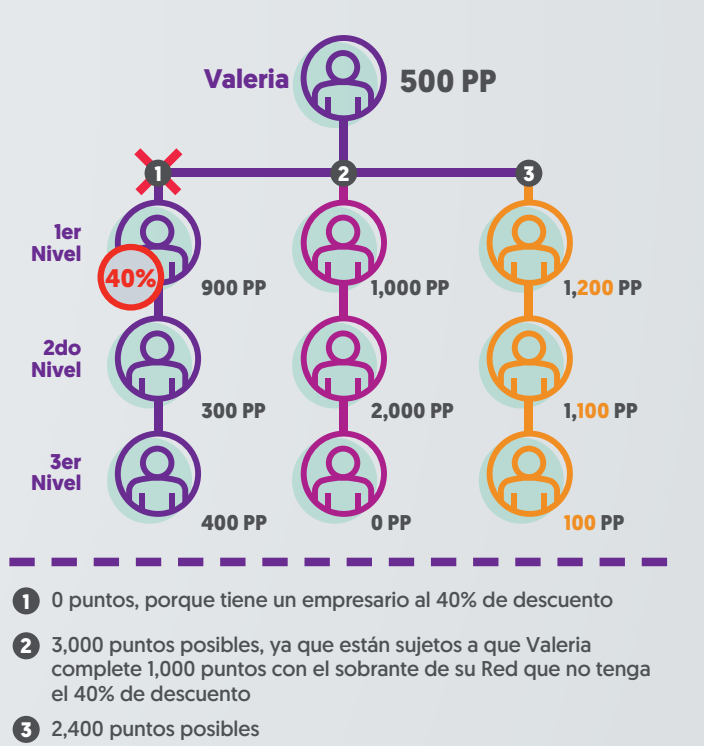 Valeria 500 PP
1 2 3
1er
Nivel
40%
900 PP 1,000 PP 1,200 PP
2do
Nivel
300 PP 2,000 PP 1,100 PP
3er
Nivel
400 PP 0 PP 100 PP
1 0 puntos, porque tiene un empresario al 40% de descuento
2 3,000 puntos posibles, ya que están sujetos a que Valeria
complete 1,000 puntos con el sobrante de su Red que no tenga
el 40% de descuento
3 2,400 puntos posibles